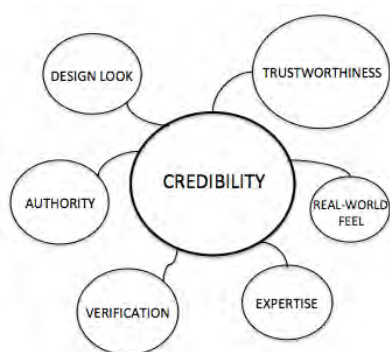 DESIGN LOOK
TRUSTWORTHINESS
CREDIBILITY
AUTHORITY
REAL-WORLD
FEEL
VERIFICATION
EXPERTISE